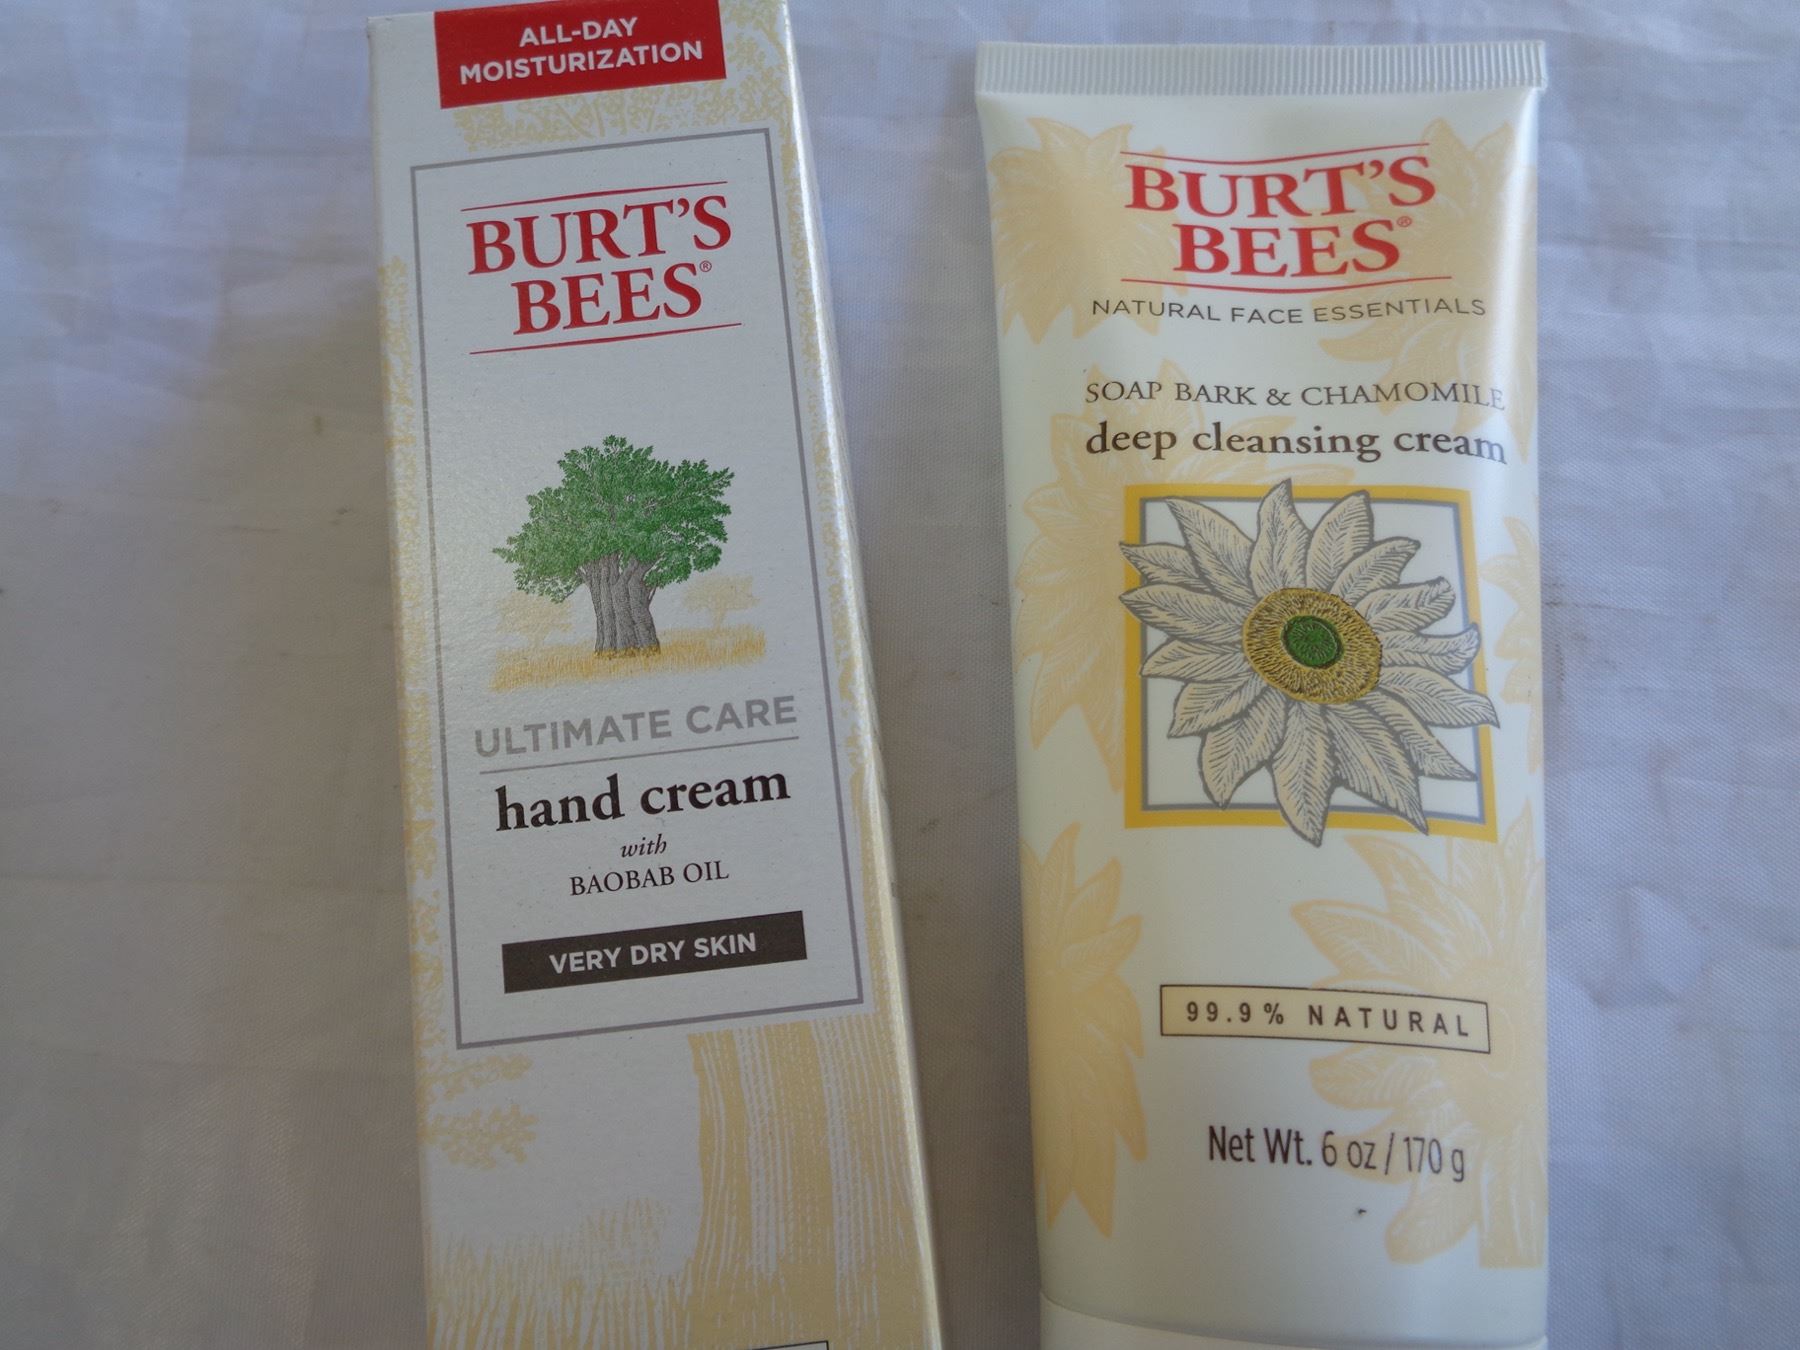 ALL-DAY
MOISTURIZATION
BURT'S
BEES®
ULTIMATE CARE
hand cream
with
BAOBAB OIL
VERY DRY SKIN
BURT'S
BEES®
NATURAL FACE ESSENTIALS
SOAP BARK & CHAMOMILE
deep cleansing cream
99.9% NATURAL
Net Wt. 6 oz / 170 g